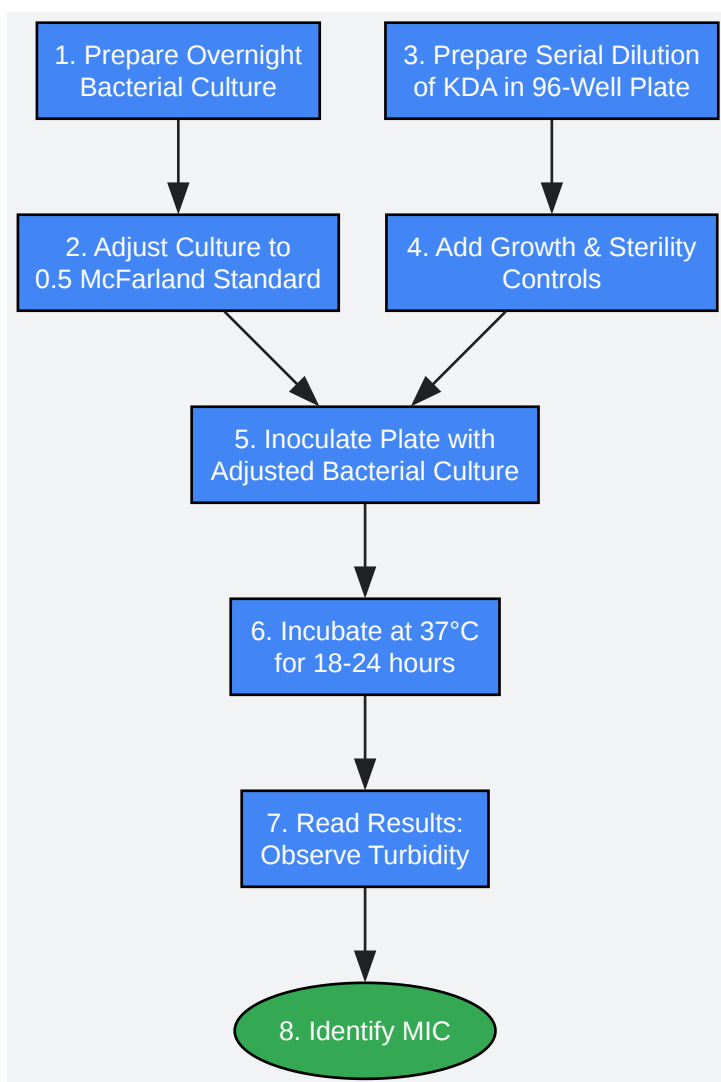 1. Prepare Overnight
Bacterial Culture
3. Prepare Serial Dilution
of KDA in 96-Well Plate
2. Adjust Culture to
0.5 McFarland Standard
4. Add Growth & Sterility
Controls
5. Inoculate Plate with
Adjusted Bacterial Culture
6. Incubate at 37°C
for 18-24 hours
7. Read Results:
Observe Turbidity
8. Identify MIC